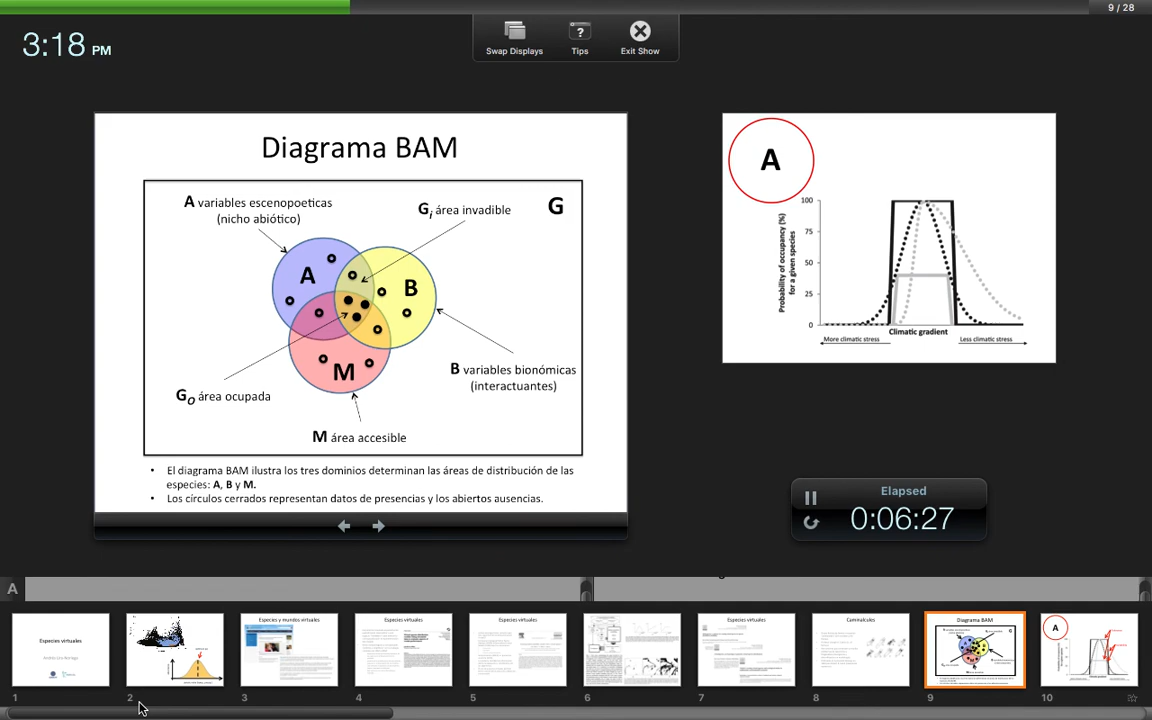 9 / 28
3:18 PM
Swap Displays
Tips
Exit Show
Diagrama BAM
A variables escenopoeticas
(nicho abiótico)
Gi área invadible
G
A
B
M
B variables bionómicas
(interactuantes)
GO área ocupada
M área accesible
• El diagrama BAM ilustra los tres dominios determinan las áreas de distribución de las
especies: A, B y M.
• Los círculos cerrados representan datos de presencias y los abiertos ausencias.
A
Probability of occupancy (%)
for a given species
100
75
50
25
0
Climatic gradient
More climatic stress
Less climatic stress
Elapsed
0:06:27
A
Especies virtuales
Especies y mundos virtuales
Especies virtuales
Especies virtuales
Especies virtuales
Caminalcules
Diagrama BAM
A
1
2
3
4
5
6
7
8
9
10